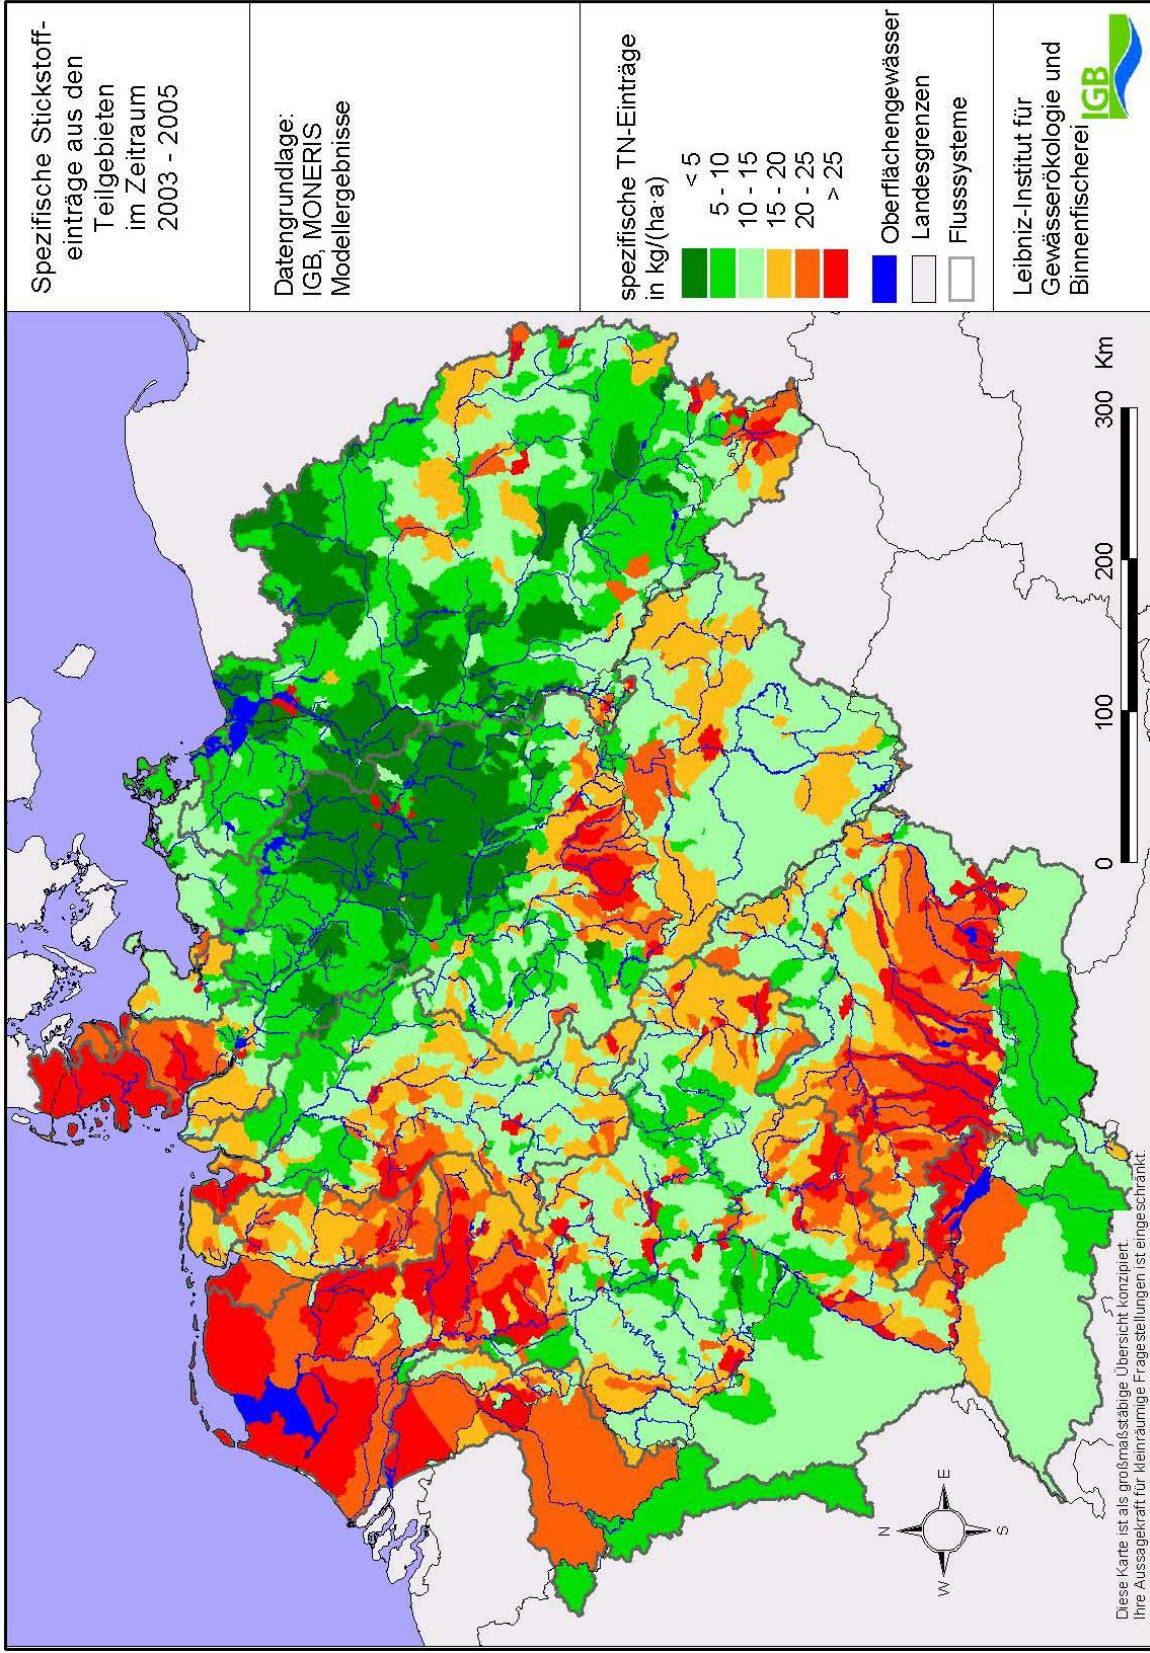 Spezifische Stickstoff-
einträge aus den
Teilgebieten
im Zeitraum
2003 - 2005
Datengrundlage:
IGB, MONERIS
Modellergebnisse
spezifische TN-Einträge
in kg/(ha·a)
< 5
5 - 10
10 - 15
15 - 20
20 - 25
> 25
Oberflächengewässer
Landesgrenzen
Flusssysteme
Leibniz-Institut für
Gewässerökologie und
Binnenfischerei
IGB
0 100 200 300 Km
N
W E
S
Diese Karte ist als großmaßstäbige Übersicht konzipiert.
Ihre Aussagekraft für kleinräumige Fragestellungen ist eingeschränkt.